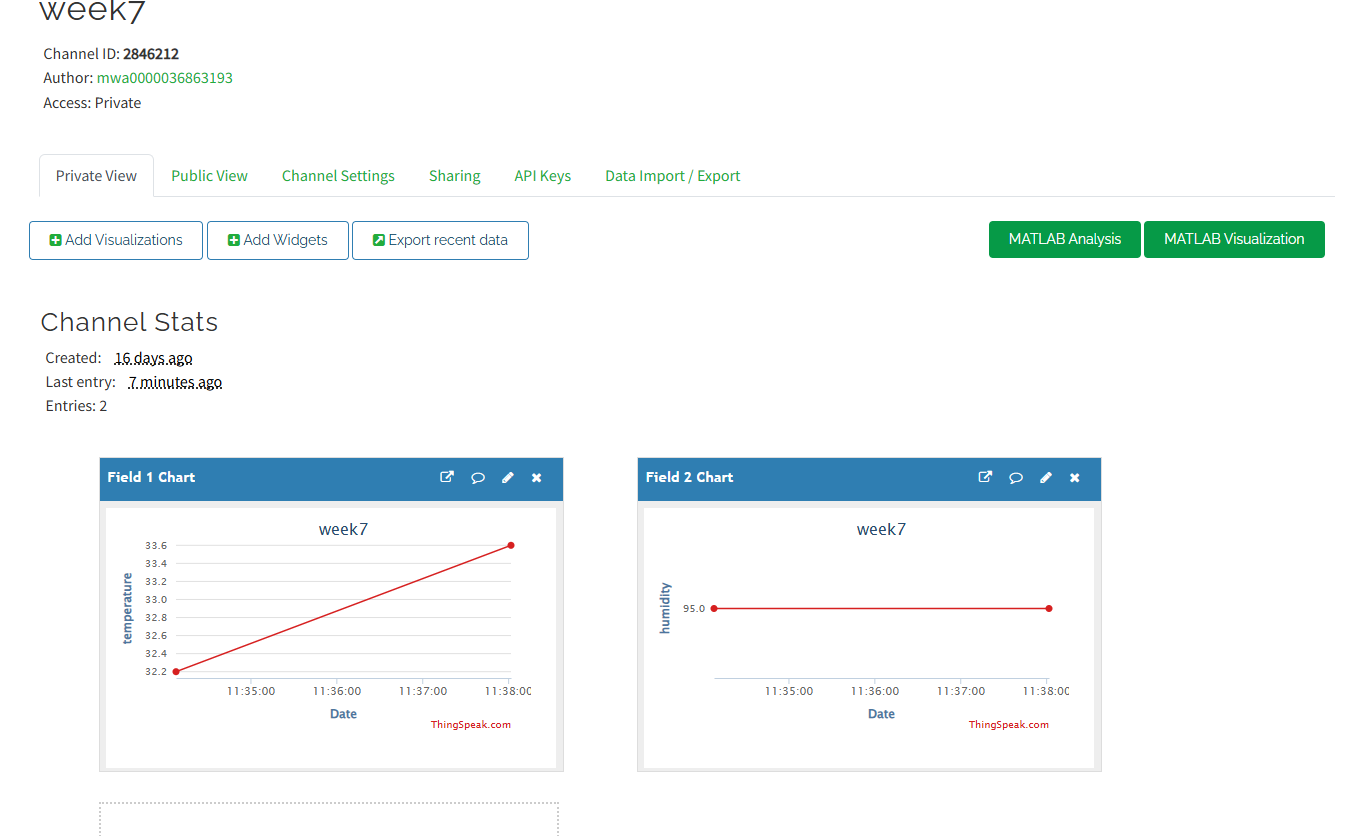 week7
Channel ID: 2846212
Author: mwa0000036863193
Access: Private
Private View Public View Channel Settings Sharing API Keys Data Import / Export
Add Visualizations Add Widgets Export recent data MATLAB Analysis MATLAB Visualization
Channel Stats
Created: 16 days ago
Last entry: 7 minutes ago
Entries: 2
Field 1 Chart
week7
temperature
33.6
33.4
33.2
33.0
32.8
32.6
32.4
32.2
11:35:00 11:36:00 11:37:00 11:38:00
Date
ThingSpeak.com
Field 2 Chart
week7
humidity
95.0
11:35:00 11:36:00 11:37:00 11:38:00
Date
ThingSpeak.com